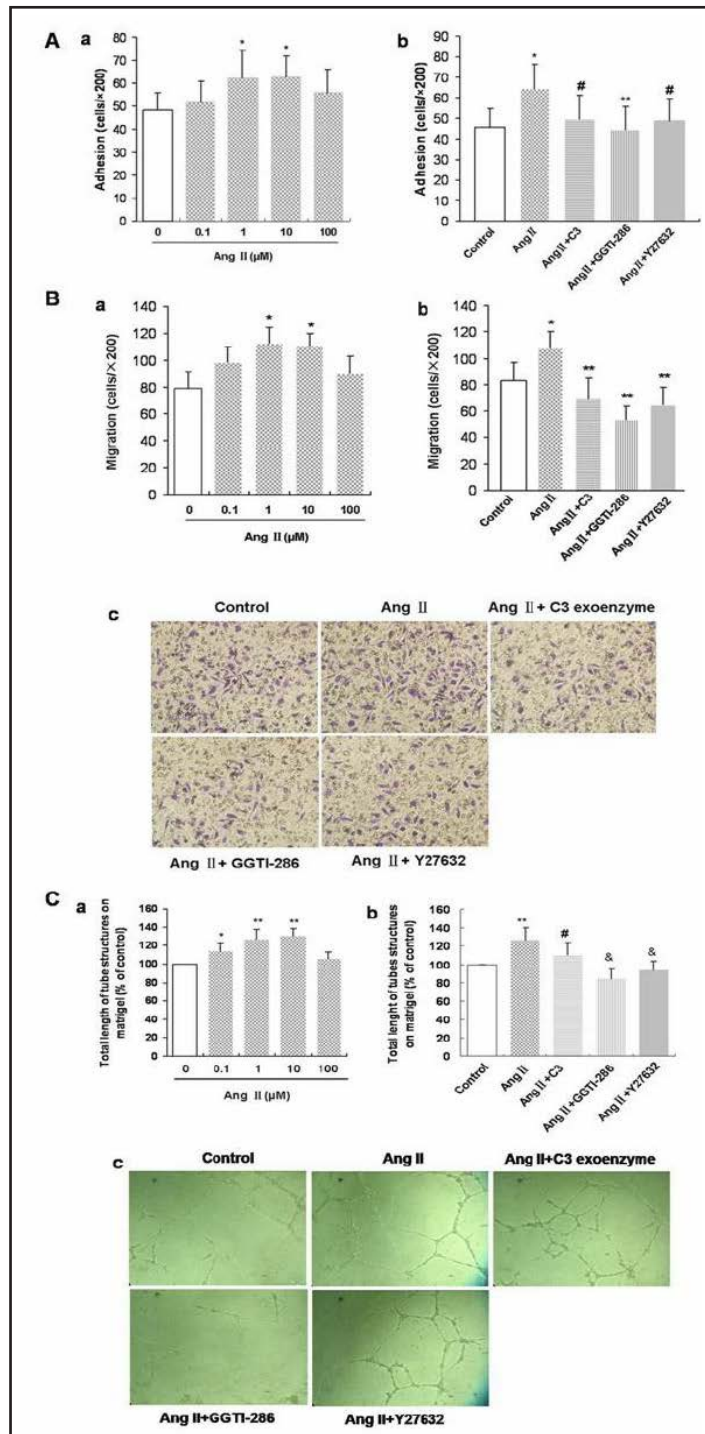 A
a
Adhesion (cells/×200)
80
70
60
50
40
30
20
10
0
*
*
0 0.1 1 10 100
Ang II (µM)
b
Adhesion (cells/×200)
90
80
70
60
50
40
30
20
10
0
*
#
**
#
Control
Ang II
Ang II+C3
Ang II+GGTI-286
Ang II+Y27632
B
a
Migration (cells/×200)
140
120
100
80
60
40
20
0
*
*
0 0.1 1 10 100
Ang II (µM)
b
Migration (cells/×200)
140
120
100
80
60
40
20
0
*
**
**
**
Control
Ang II
Ang II+C3
Ang II+GGTI-286
Ang II+Y27632
c
Control Ang II Ang II + C3 exoenzyme
Ang II + GGTI-286 Ang II + Y27632
C
a
Total length of tube structures on
matrigel (% of control)
160
140
120
100
80
60
40
20
0
*
**
**
0 0.1 1 10 100
Ang II (µM)
b
Total lenght of tubes structures
on matrigel (% of control)
160
140
120
100
80
60
40
20
0
**
#
&
&
Control
Ang II
Ang II+C3
Ang II+GGTI-286
Ang II+Y27632
c
Control Ang II Ang II+C3 exoenzyme
Ang II+GGTI-286 Ang II+Y27632